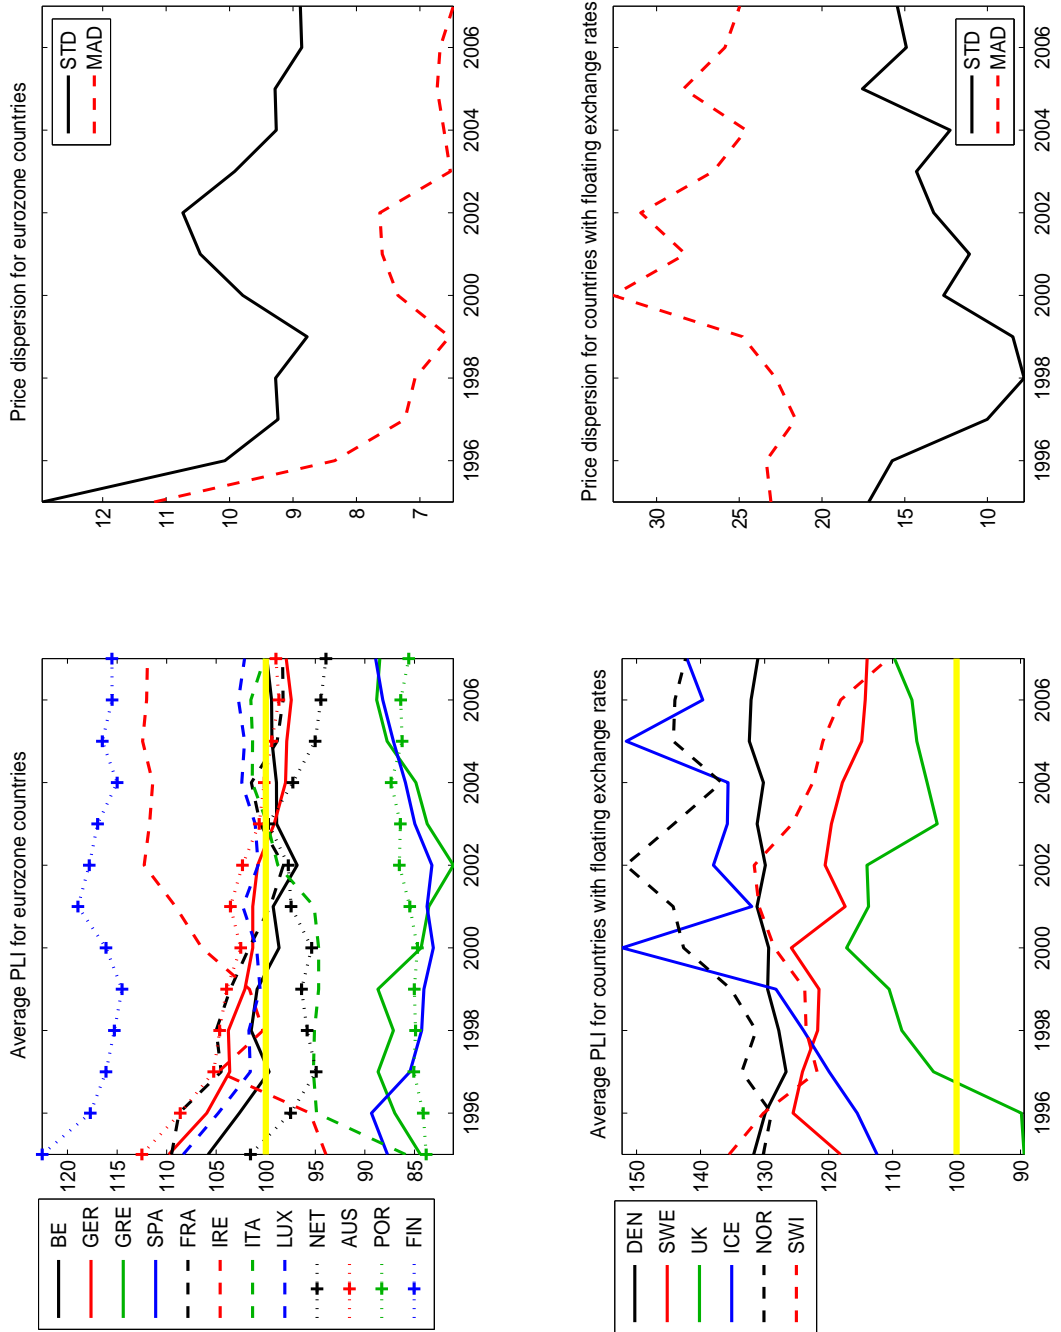 Average PLI for eurozone countries
120
115
110
105
100
95
90
85
1996
1998
2000
2002
2004
2006
BE
GER
GRE
SPA
FRA
IRE
ITA
LUX
NET
AUS
POR
FIN
Price dispersion for eurozone countries
12
11
10
9
8
7
1996
1998
2000
2002
2004
2006
STD
MAD
Average PLI for countries with floating exchange rates
150
140
130
120
110
100
90
1996
1998
2000
2002
2004
2006
DEN
SWE
UK
ICE
NOR
SWI
Price dispersion for countries with floating exchange rates
30
25
20
15
10
1996
1998
2000
2002
2004
2006
STD
MAD